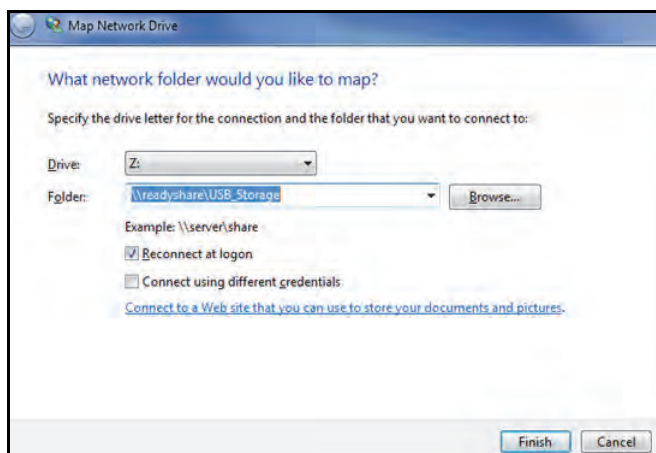 Map Network Drive
What network folder would you like to map?
Specify the drive letter for the connection and the folder that you want to connect to:
Drive: Z:
Folder: \\readyshare\USB_Storage Browse...
Example: \\server\share
Reconnect at logon
Connect using different credentials
Connect to a Web site that you can use to store your documents and pictures.
Finish Cancel